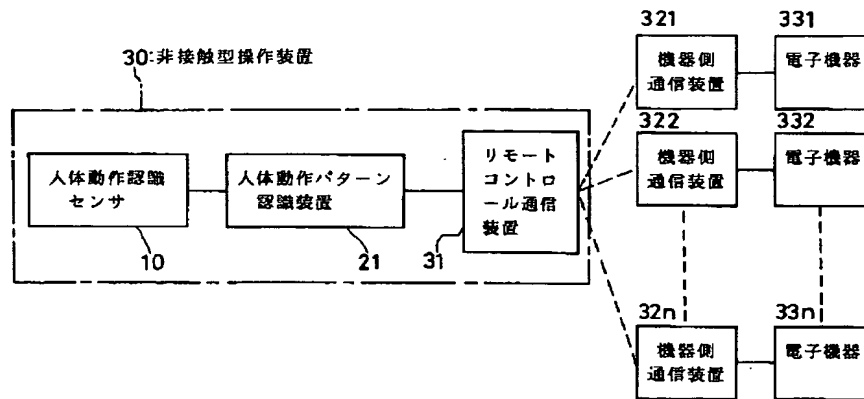 321
331
30:非接触型操作装置
機器側
通信装置
電子機器
322
332
人体動作認識
センサ
人体動作パターン
認識装置
リモート
コントロ
ール通信
装置
機器側
通信装置
電子機器
10
21
31
32n
33n
機器側
通信装置
電子機器